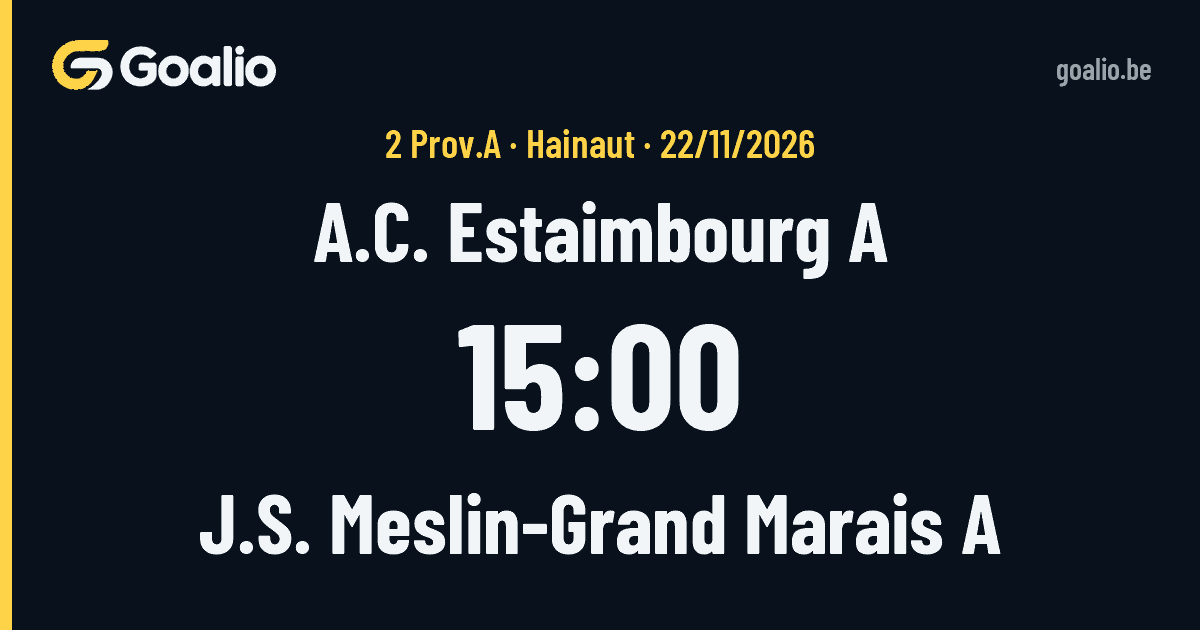 Goalio
goalio.be
2 Prov.A · Hainaut · 22/11/2026
A.C. Estaimbourg A
15:00
J.S. Meslin-Grand Marais A